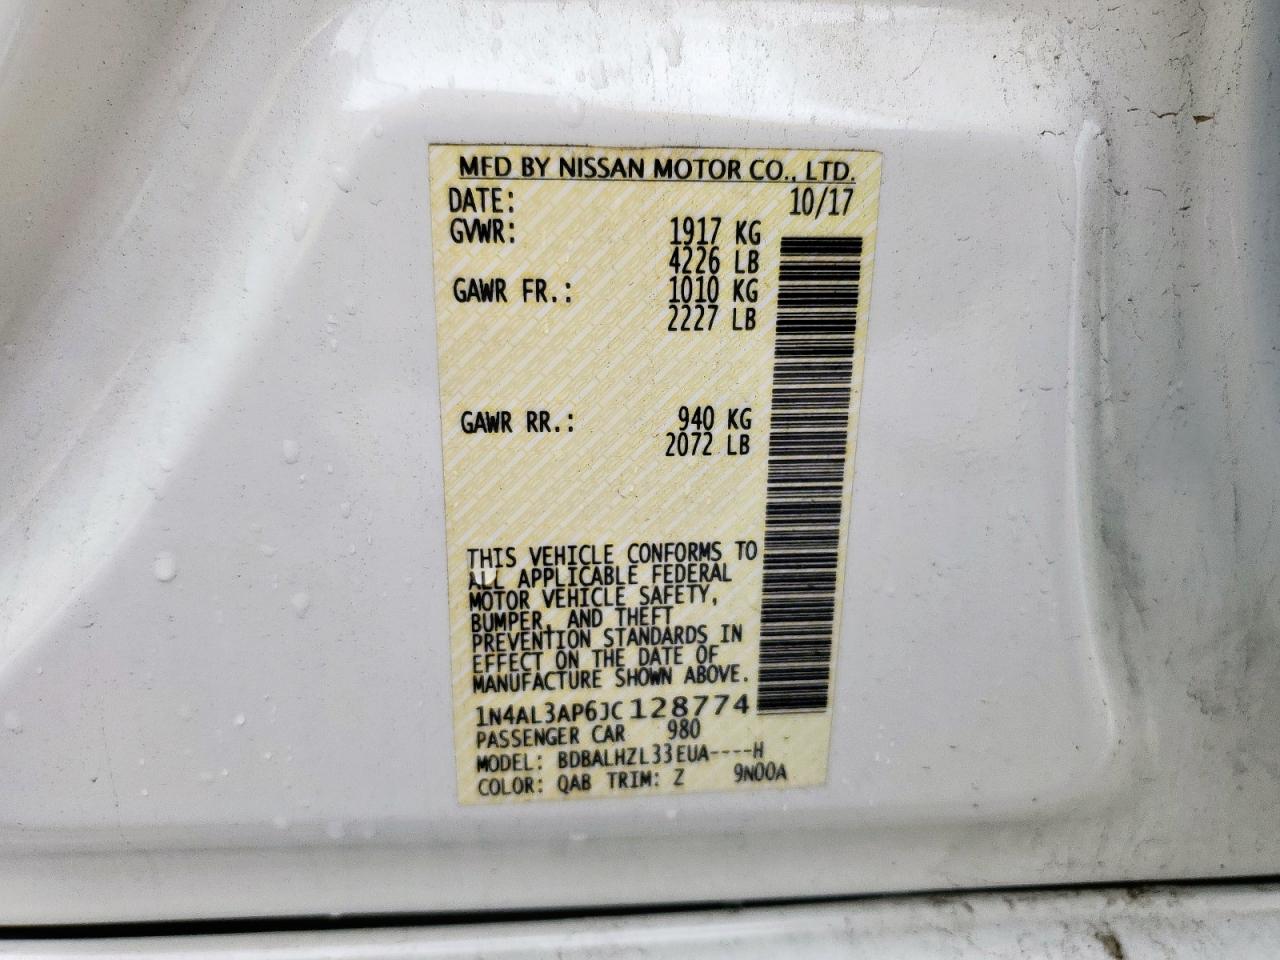 MFD BY NISSAN MOTOR CO., LTD.
DATE: 10/17
GVWR: 1917 KG
4226 LB
GAWR FR.: 1010 KG
2227 LB
GAWR RR.: 940 KG
2072 LB
THIS VEHICLE CONFORMS TO
ALL APPLICABLE FEDERAL
MOTOR VEHICLE SAFETY,
BUMPER, AND THEFT
PREVENTION STANDARDS IN
EFFECT ON THE DATE OF
MANUFACTURE SHOWN ABOVE.
1N4AL3AP6JC128774
PASSENGER CAR 980
MODEL: BDBALHZL33EUA----H
COLOR: QAB TRIM: Z 9N00A